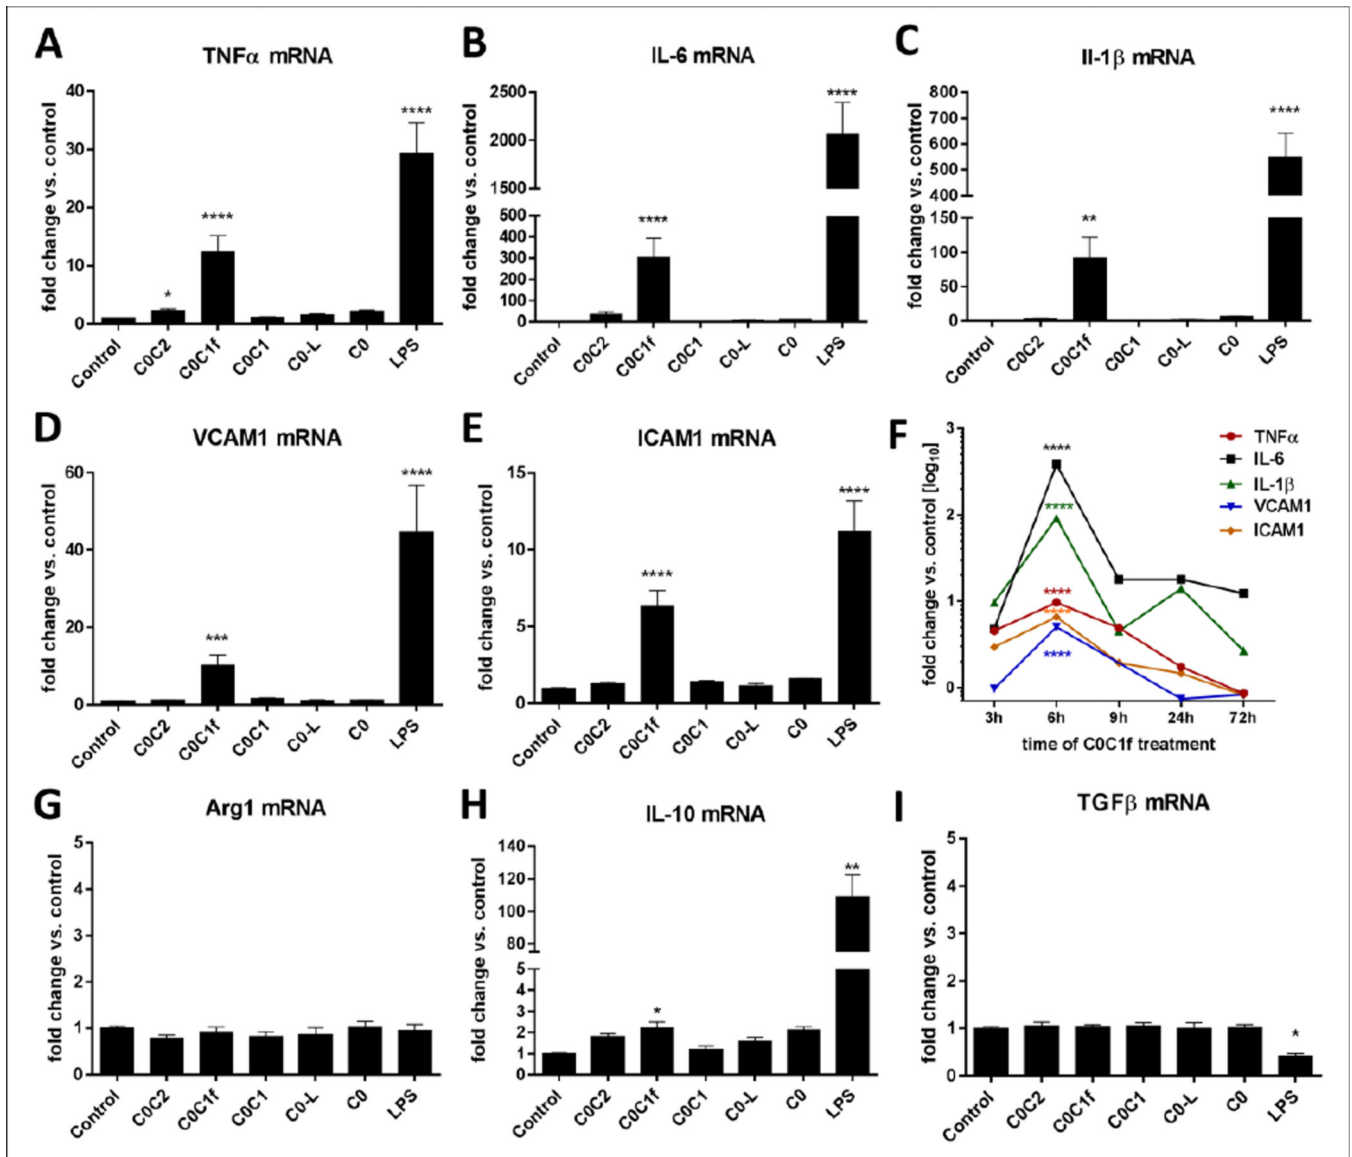 A
TNFα mRNA
fold change vs. control
40
30
20
10
0
*
****
****
Control
C0C2
C0C1f
C0C1
C0-L
C0
LPS
B
IL-6 mRNA
fold change vs. control
2500
2000
1500
500
400
300
200
100
0
****
****
Control
C0C2
C0C1f
C0C1
C0-L
C0
LPS
C
Il-1β mRNA
fold change vs. control
800
700
600
500
400
150
100
50
0
**
****
Control
C0C2
C0C1f
C0C1
C0-L
C0
LPS
D
VCAM1 mRNA
fold change vs. control
60
40
20
0
***
****
Control
C0C2
C0C1f
C0C1
C0-L
C0
LPS
E
ICAM1 mRNA
fold change vs. control
15
10
5
0
****
****
Control
C0C2
C0C1f
C0C1
C0-L
C0
LPS
F
fold change vs. control [log10]
3
2
1
0
****
****
****
****
****
TNFα
IL-6
IL-1β
VCAM1
ICAM1
3h
6h
9h
24h
72h
time of C0C1f treatment
G
Arg1 mRNA
fold change vs. control
5
4
3
2
1
0
Control
C0C2
C0C1f
C0C1
C0-L
C0
LPS
H
IL-10 mRNA
fold change vs. control
140
120
100
80
5
4
3
2
1
0
*
**
Control
C0C2
C0C1f
C0C1
C0-L
C0
LPS
I
TGFβ mRNA
fold change vs. control
5
4
3
2
1
0
*
Control
C0C2
C0C1f
C0C1
C0-L
C0
LPS